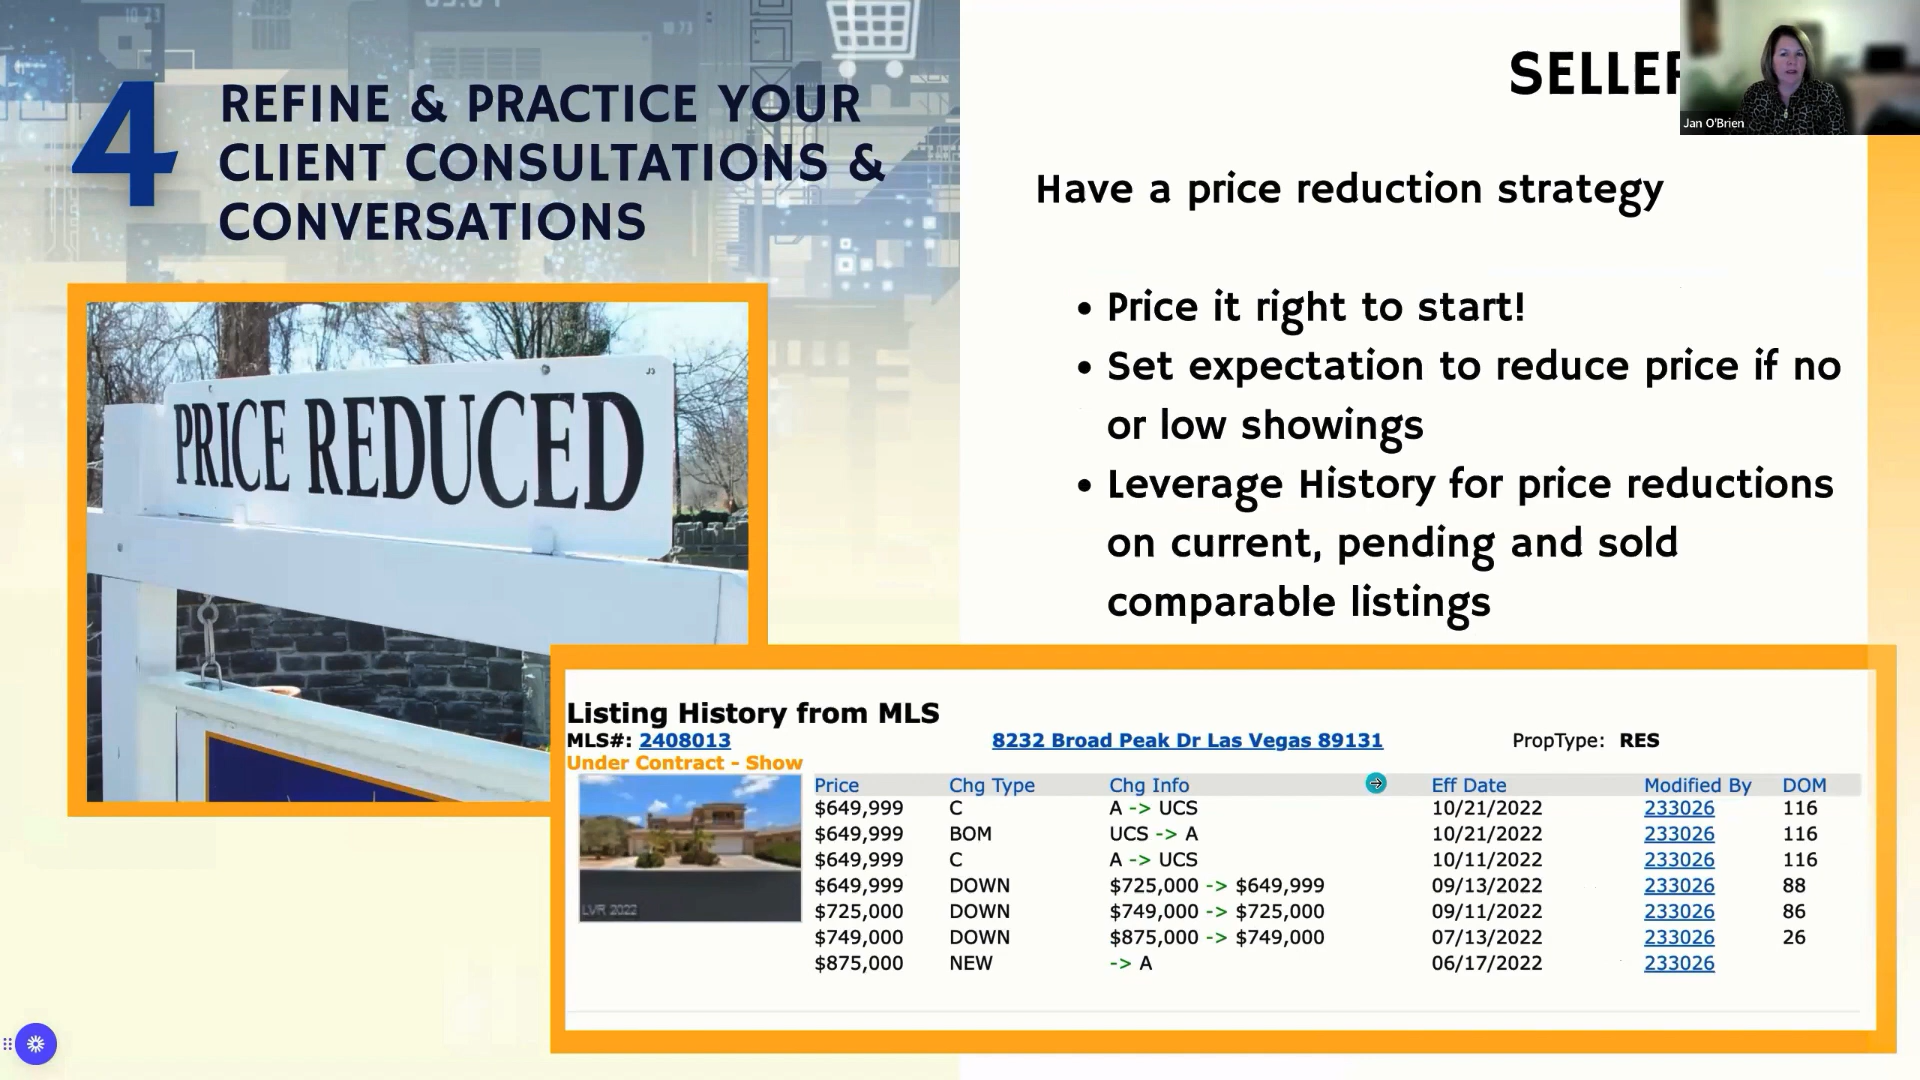 4
REFINE & PRACTICE YOUR
CLIENT CONSULTATIONS &
CONVERSATIONS
PRICE REDUCED
SELLER
Jan O'Brien
Have a price reduction strategy
• Price it right to start!
• Set expectation to reduce price if no
or low showings
• Leverage History for price reductions
on current, pending and sold
comparable listings
Listing History from MLS
MLS#: 2408013 8232 Broad Peak Dr Las Vegas 89131 PropType: RES
Under Contract - Show
Price Chg Type Chg Info Eff Date Modified By DOM
$649,999 C A -> UCS 10/21/2022 233026 116
$649,999 BOM UCS -> A 10/21/2022 233026 116
$649,999 C A -> UCS 10/11/2022 233026 116
$649,999 DOWN $725,000 -> $649,999 09/13/2022 233026 88
$725,000 DOWN $749,000 -> $725,000 09/11/2022 233026 86
$749,000 DOWN $875,000 -> $749,000 07/13/2022 233026 26
$875,000 NEW -> A 06/17/2022 233026
LVR 2022